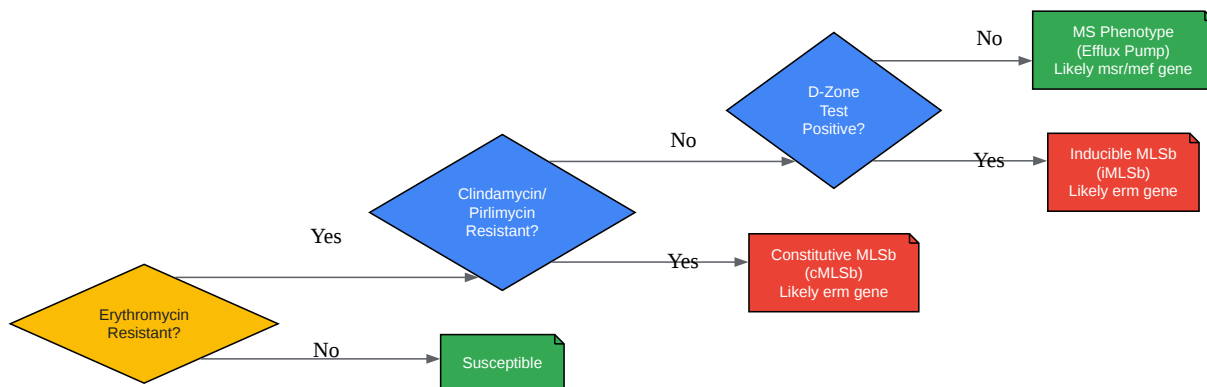 No
MS Phenotype
(Efflux Pump)
Likely msr/mef gene
D-Zone
Test
Positive?
No
Yes
Inducible MLSb
(iMLSb)
Likely erm gene
Clindamycin/
Pirlimycin
Resistant?
Yes
Yes
Constitutive MLSb
(cMLSb)
Likely erm gene
Erythromycin
Resistant?
No
Susceptible